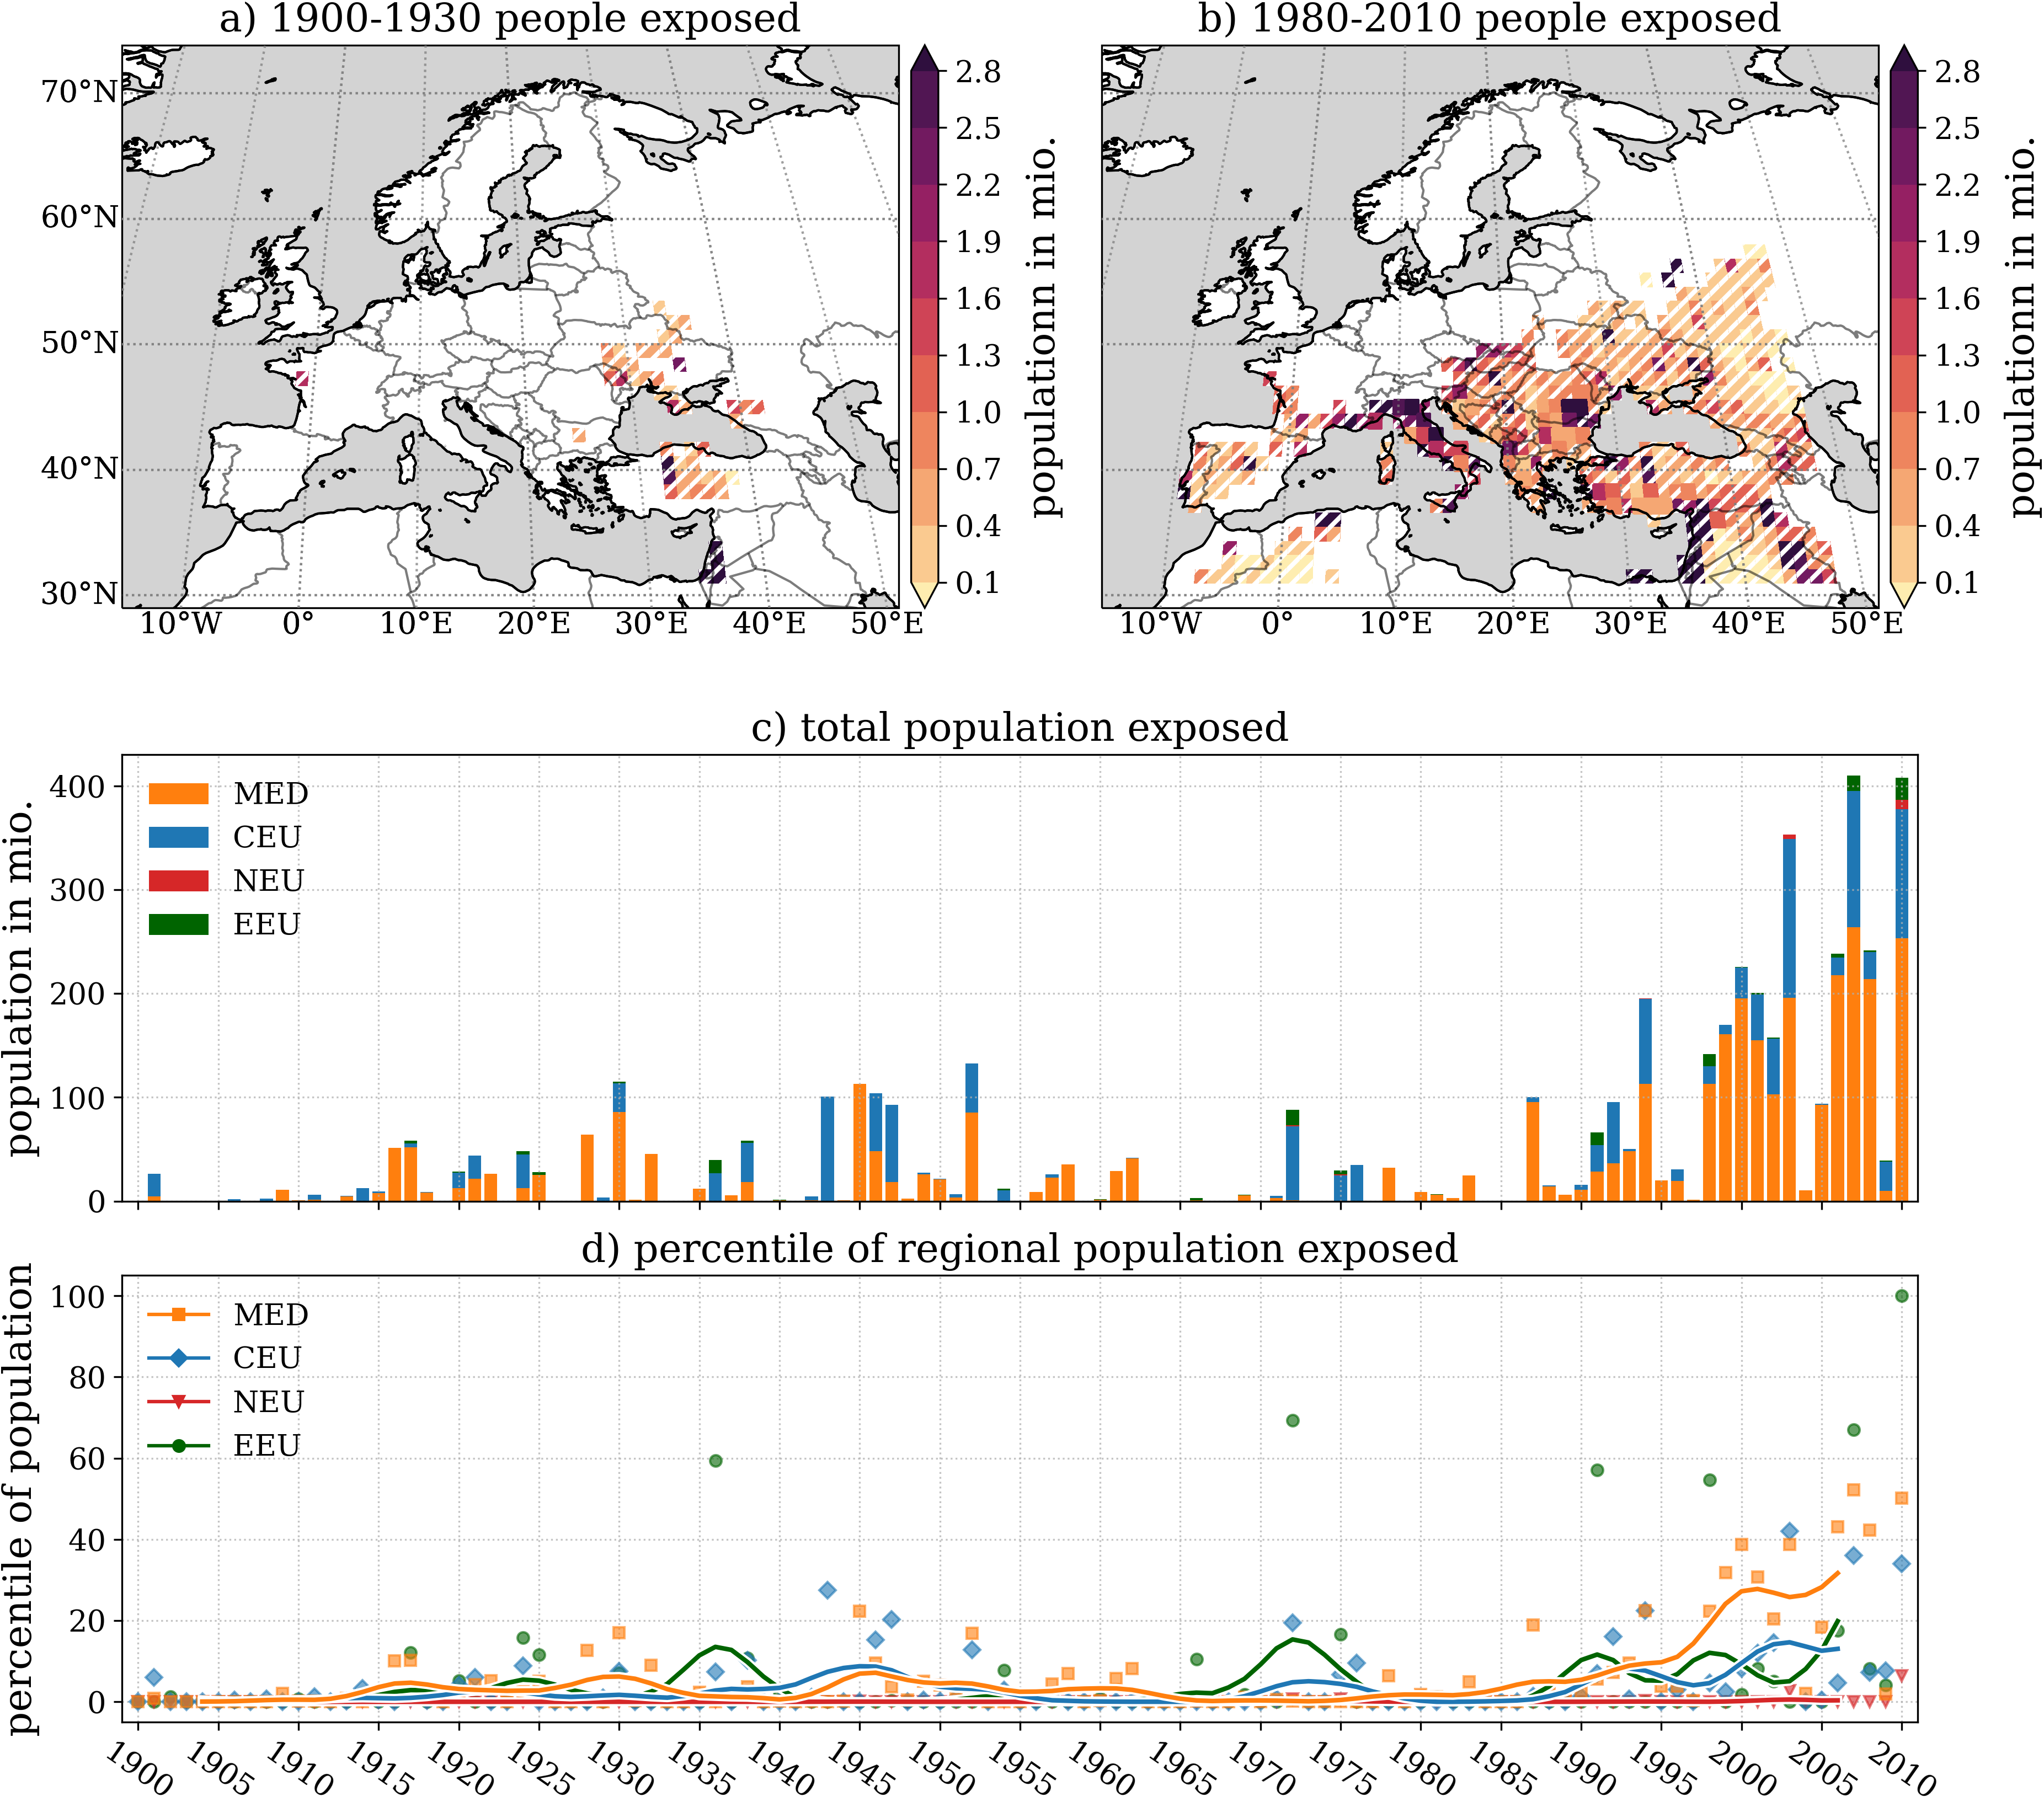 a) 1900-1930 people exposed
70°N
60°N
50°N
40°N
30°N
10°W 0° 10°E 20°E 30°E 40°E 50°E
2.8
2.5
2.2
1.9
1.6
1.3
1.0
0.7
0.4
0.1
populationn in mio.
b) 1980-2010 people exposed
10°W 0° 10°E 20°E 30°E 40°E 50°E
2.8
2.5
2.2
1.9
1.6
1.3
1.0
0.7
0.4
0.1
populationn in mio.
c) total population exposed
population in mio.
400
300
200
100
0
MED
CEU
NEU
EEU
d) percentile of regional population exposed
percentile of population
100
80
60
40
20
0
MED
CEU
NEU
EEU
1900 1905 1910 1915 1920 1925 1930 1935 1940 1945 1950 1955 1960 1965 1970 1975 1980 1985 1990 1995 2000 2005 2010